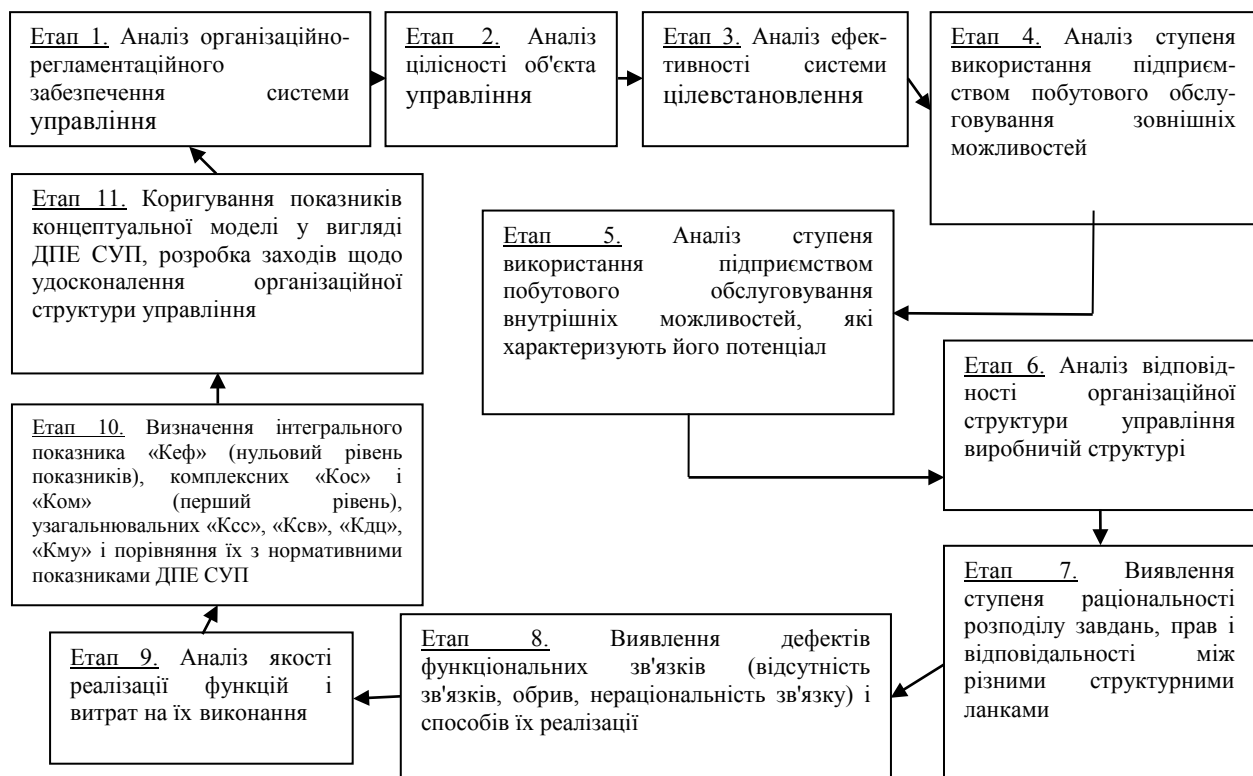 Етап 1. Аналіз організаційно-
регламентаційного
забезпечення системи
управління
Етап 2. Аналіз
цілісності об'єкта
управління
Етап 3. Аналіз ефек-
тивності системи
цілевстановлення
Етап 4. Аналіз ступеня
використання підприєм-
ством побутового обслу-
говування зовнішніх
можливостей
Етап 5. Аналіз ступеня
використання підприємством
побутового обслуговування
внутрішніх можливостей, які
характеризують його потенціал
Етап 6. Аналіз відповід-
ності організаційної
структури управління
виробничій структурі
Етап 7. Виявлення
ступеня раціональності
розподілу завдань, прав і
відповідальності між
різними структурними
ланками
Етап 8. Виявлення дефектів
функціональних зв'язків (відсутність
зв'язків, обрив, нераціональність зв'язку) і
способів їх реалізації
Етап 9. Аналіз якості
реалізації функцій і
витрат на їх виконання
Етап 10. Визначення інтегрального
показника «Кеф» (нульовий рівень
показників), комплексних «Кос» і
«Ком» (перший рівень),
узагальнювальних «Ксс», «Ксв», «Кдц»,
«Кму» і порівняння їх з нормативними
показниками ДПЕ СУП
Етап 11. Коригування показників
концептуальної моделі у вигляді
ДПЕ СУП, розробка заходів щодо
удосконалення організаційної
структури управління